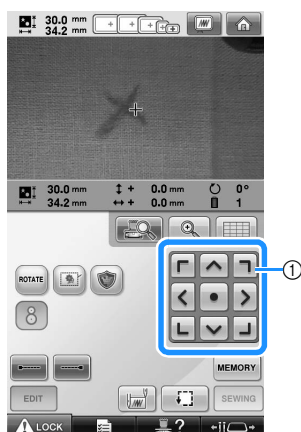 30.0 mm
34.2 mm
30.0 mm ↕ + 0.0 mm 0°
34.2 mm ↔ + 0.0 mm 1
①
ROTATE
8
MEMORY
EDIT
SEWING
LOCK
?